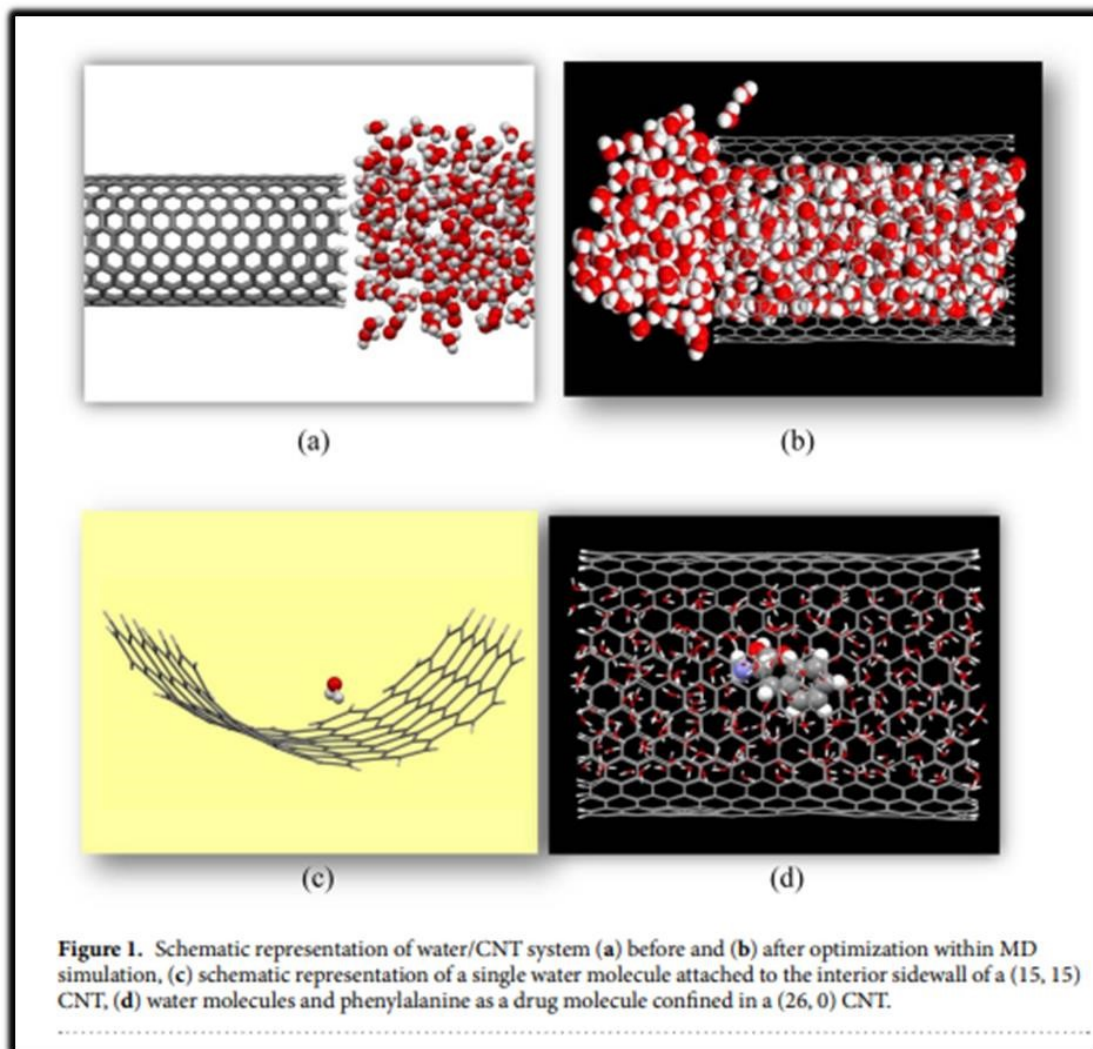 (a)
(b)
(c)
(d)
Figure 1. Schematic representation of water/CNT system (a) before and (b) after optimization within MD
simulation, (c) schematic representation of a single water molecule attached to the interior sidewall of a (15, 15)
CNT, (d) water molecules and phenylalanine as a drug molecule confined in a (26, 0) CNT.